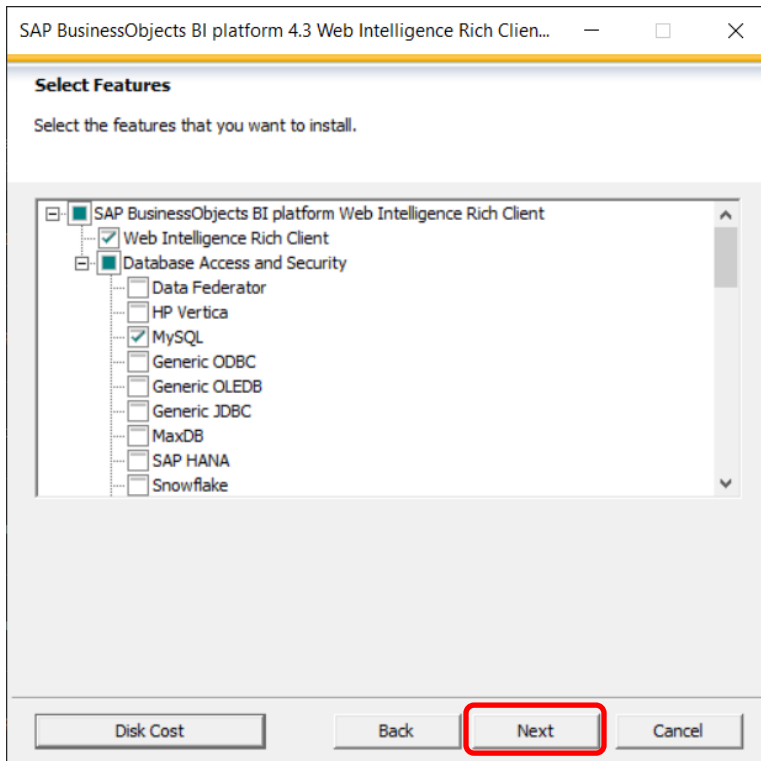 SAP BusinessObjects BI platform 4.3 Web Intelligence Rich Clien...
Select Features
Select the features that you want to install.
SAP BusinessObjects BI platform Web Intelligence Rich Client
Web Intelligence Rich Client
Database Access and Security
Data Federator
HP Vertica
MySQL
Generic ODBC
Generic OLEDB
Generic JDBC
MaxDB
SAP HANA
Snowflake
Disk Cost Back Next Cancel